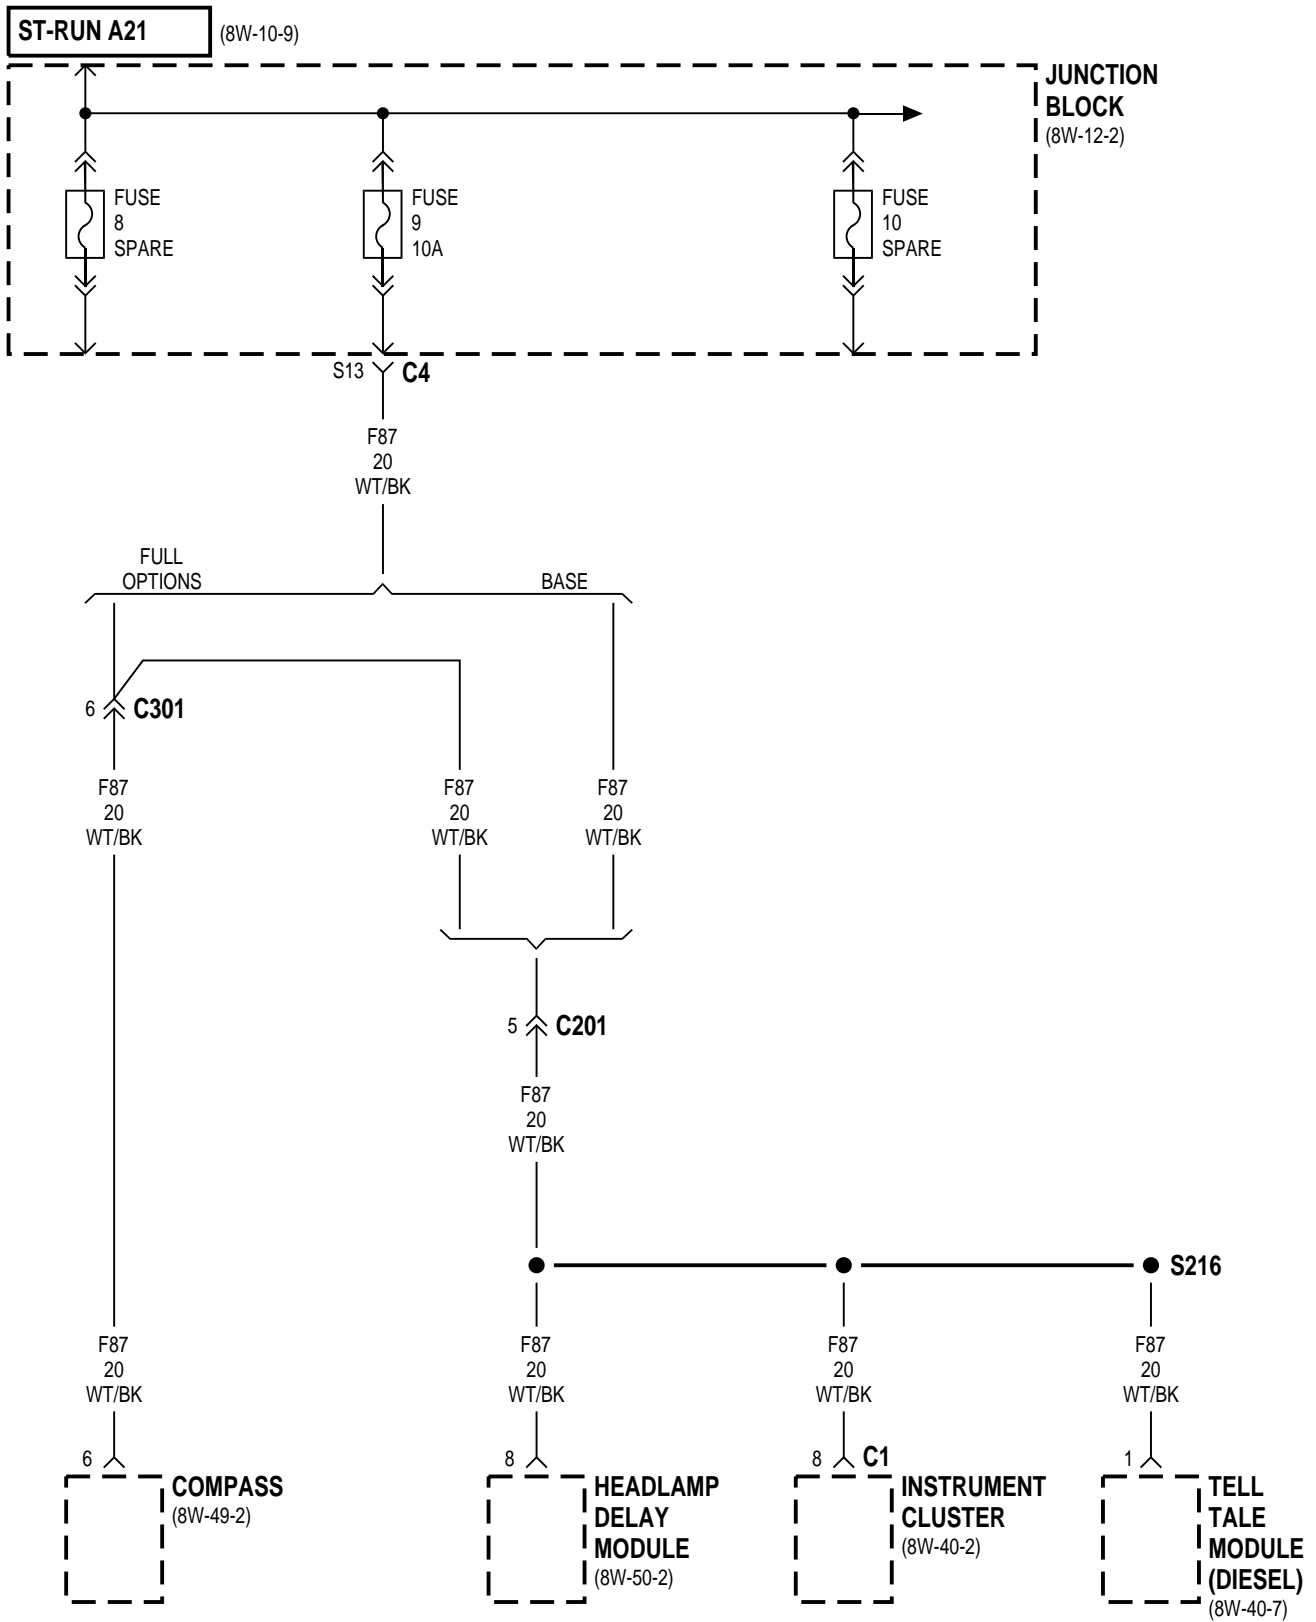 ST-RUN A21 (8W-10-9)
JUNCTION
BLOCK
(8W-12-2)
FUSE
8
SPARE
FUSE
9
10A
FUSE
10
SPARE
S13 C4
F87
20
WT/BK
FULL
OPTIONS
BASE
6 C301
F87
20
WT/BK
F87
20
WT/BK
F87
20
WT/BK
5 C201
F87
20
WT/BK
S216
F87
20
WT/BK
F87
20
WT/BK
F87
20
WT/BK
F87
20
WT/BK
6
COMPASS
(8W-49-2)
8
HEADLAMP
DELAY
MODULE
(8W-50-2)
8 C1
INSTRUMENT
CLUSTER
(8W-40-2)
1
TELL
TALE
MODULE
(DIESEL)
(8W-40-7)